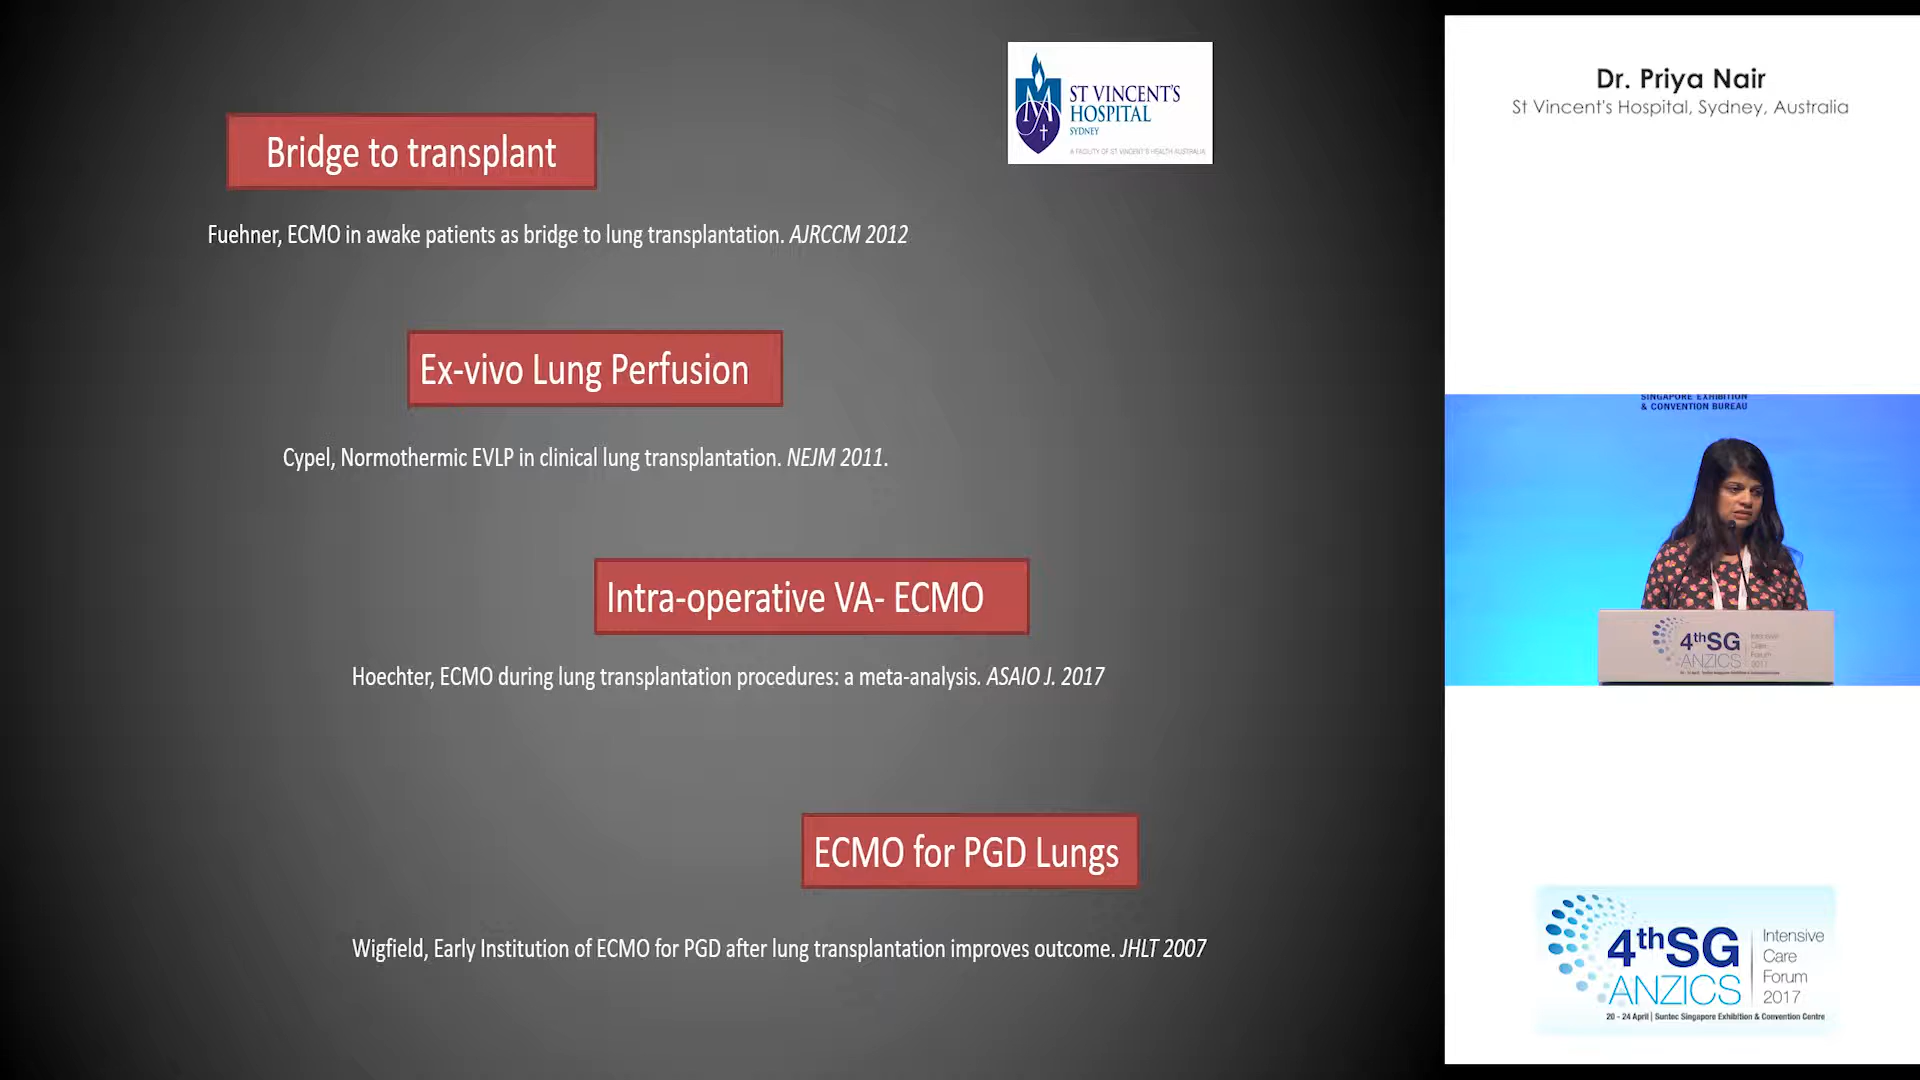 Bridge to transplant
ST VINCENT'S
HOSPITAL
SYDNEY
A FACILITY OF ST VINCENT'S HEALTH AUSTRALIA
Fuehner, ECMO in awake patients as bridge to lung transplantation. AJRCCM 2012
Ex-vivo Lung Perfusion
Cypel, Normothermic EVLP in clinical lung transplantation. NEJM 2011.
Intra-operative VA- ECMO
Hoechter, ECMO during lung transplantation procedures: a meta-analysis. ASAIO J. 2017
ECMO for PGD Lungs
Wigfield, Early Institution of ECMO for PGD after lung transplantation improves outcome. JHLT 2007
Dr. Priya Nair
St Vincent's Hospital, Sydney, Australia
SINGAPORE EXHIBITION
& CONVENTION BUREAU
4thSG
ANZICS
Intensive
Care
Forum
2017
4thSG
ANZICS
Intensive
Care
Forum
2017
20 - 24 April | Suntec Singapore Exhibition & Convention Centre